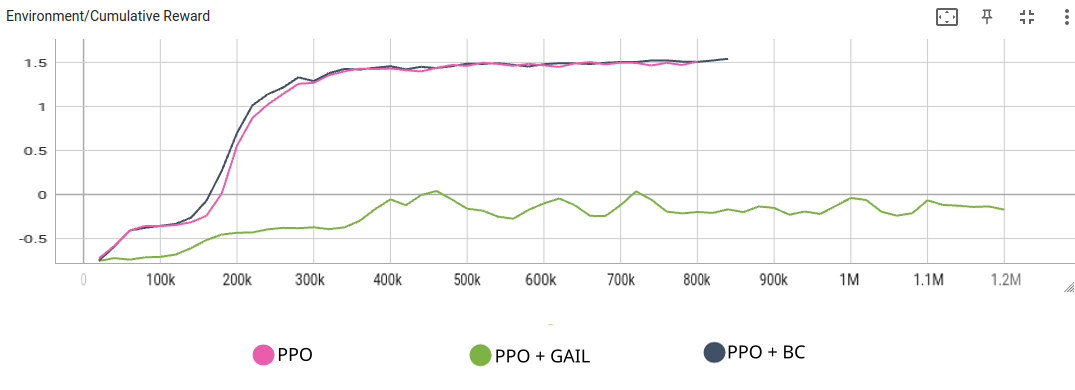 Environment/Cumulative Reward
1.5
1
0.5
0
-0.5
0 100k 200k 300k 400k 500k 600k 700k 800k 900k 1M 1.1M 1.2M
PPO PPO + GAIL PPO + BC